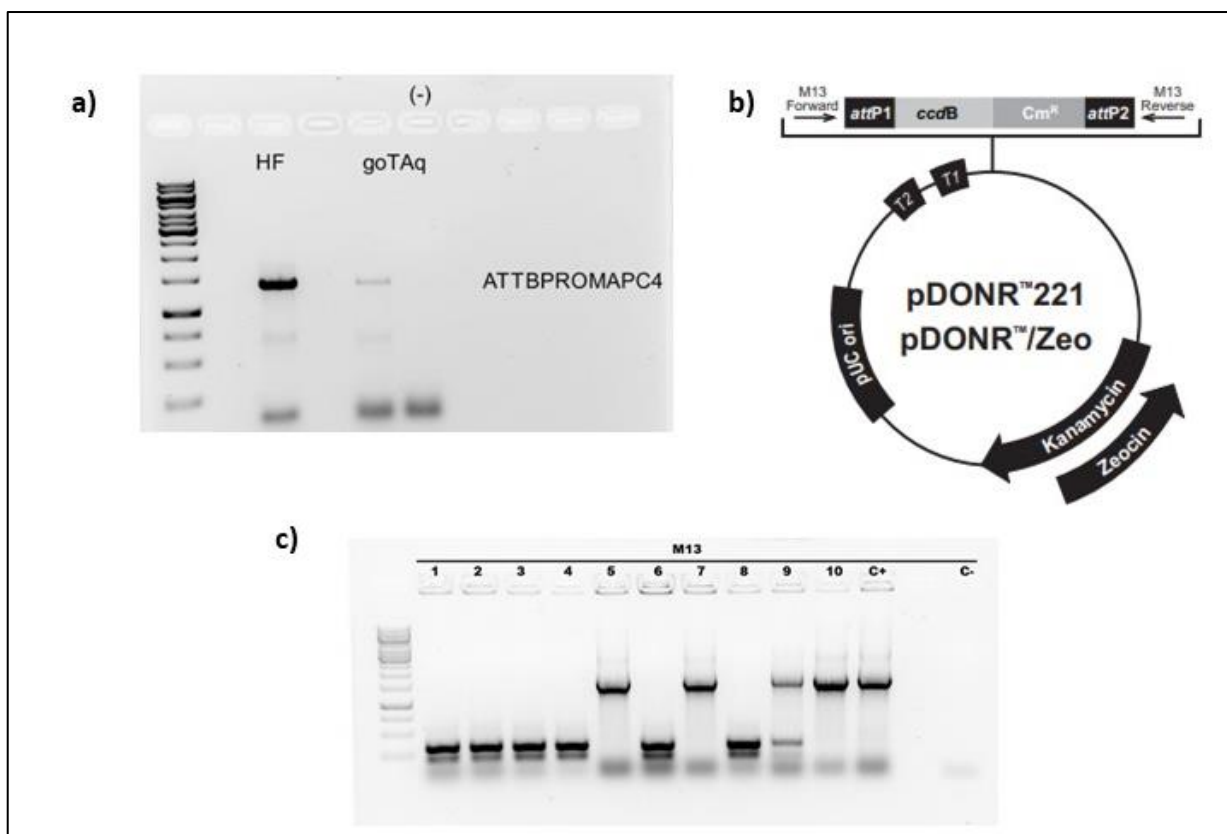 a)
(-)
HF goTAq
ATTBPROMAPC4
b)
M13
Forward
attP1 ccdB CmR attP2
M13
Reverse
T2 T1
pDONR™221
pDONR™/Zeo
pUC ori
Kanamycin
Zeocin
c)
M13
1 2 3 4 5 6 7 8 9 10 C+ C-